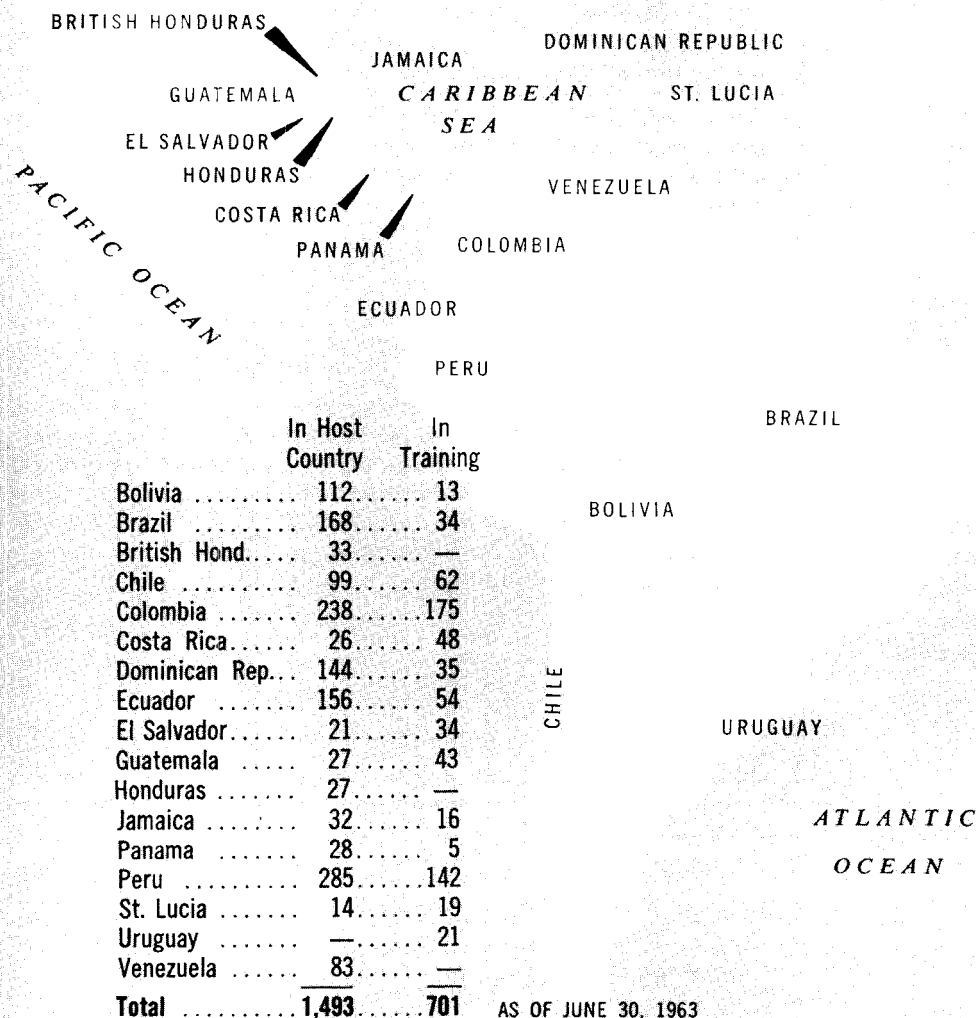 BRITISH HONDURAS
JAMAICA
DOMINICAN REPUBLIC
GUATEMALA
CARIBBEAN
SEA
ST. LUCIA
EL SALVADOR
HONDURAS
PACIFIC OCEAN
COSTA RICA
VENEZUELA
PANAMA
COLOMBIA
ECUADOR
PERU
BRAZIL
BOLIVIA
CHILE
URUGUAY
ATLANTIC
OCEAN
In Host In
Country Training
Bolivia ......... 112...... 13
Brazil ......... 168...... 34
British Hond..... 33...... —
Chile .......... 99...... 62
Colombia ........ 238......175
Costa Rica...... 26...... 48
Dominican Rep... 144...... 35
Ecuador ....... 156...... 54
El Salvador...... 21...... 34
Guatemala ..... 27...... 43
Honduras ....... 27...... —
Jamaica ........ 32...... 16
Panama ....... 28...... 5
Peru .......... 285......142
St. Lucia ....... 14...... 19
Uruguay ....... —...... 21
Venezuela ...... 83...... —
Total ..........1,493......701 AS OF JUNE 30, 1963